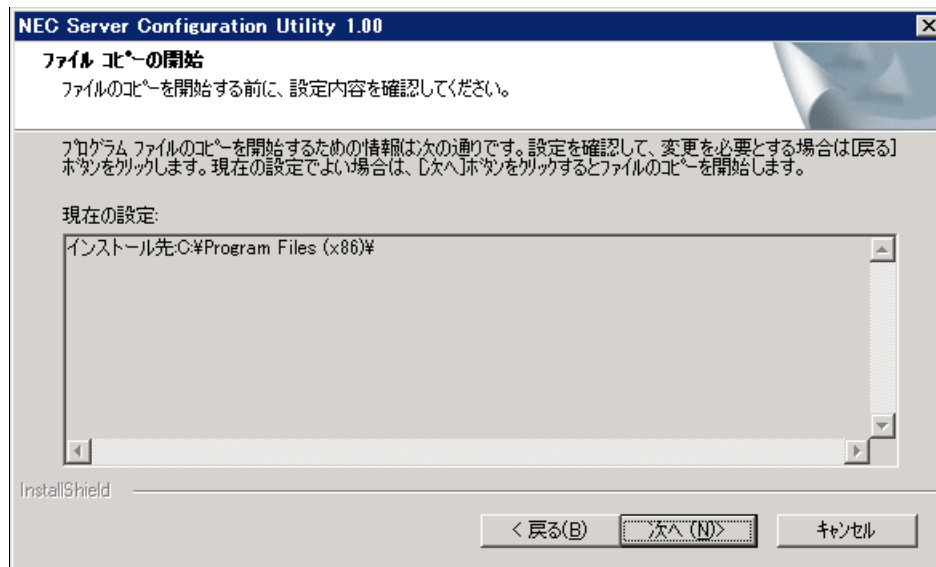 NEC Server Configuration Utility 1.00
ファイル コピーの開始
ファイルのコピーを開始する前に、設定内容を確認してください。
プログラム ファイルのコピーを開始するための情報は次の通りです。設定を確認して、変更を必要とする場合は[戻る]
ボタンをクリックします。現在の設定でよい場合は、[次へ]ボタンをクリックするとファイルのコピーを開始します。
現在の設定:
インストール先:C:¥Program Files (x86)¥
InstallShield
< 戻る(B)
次へ (N)>
キャンセル